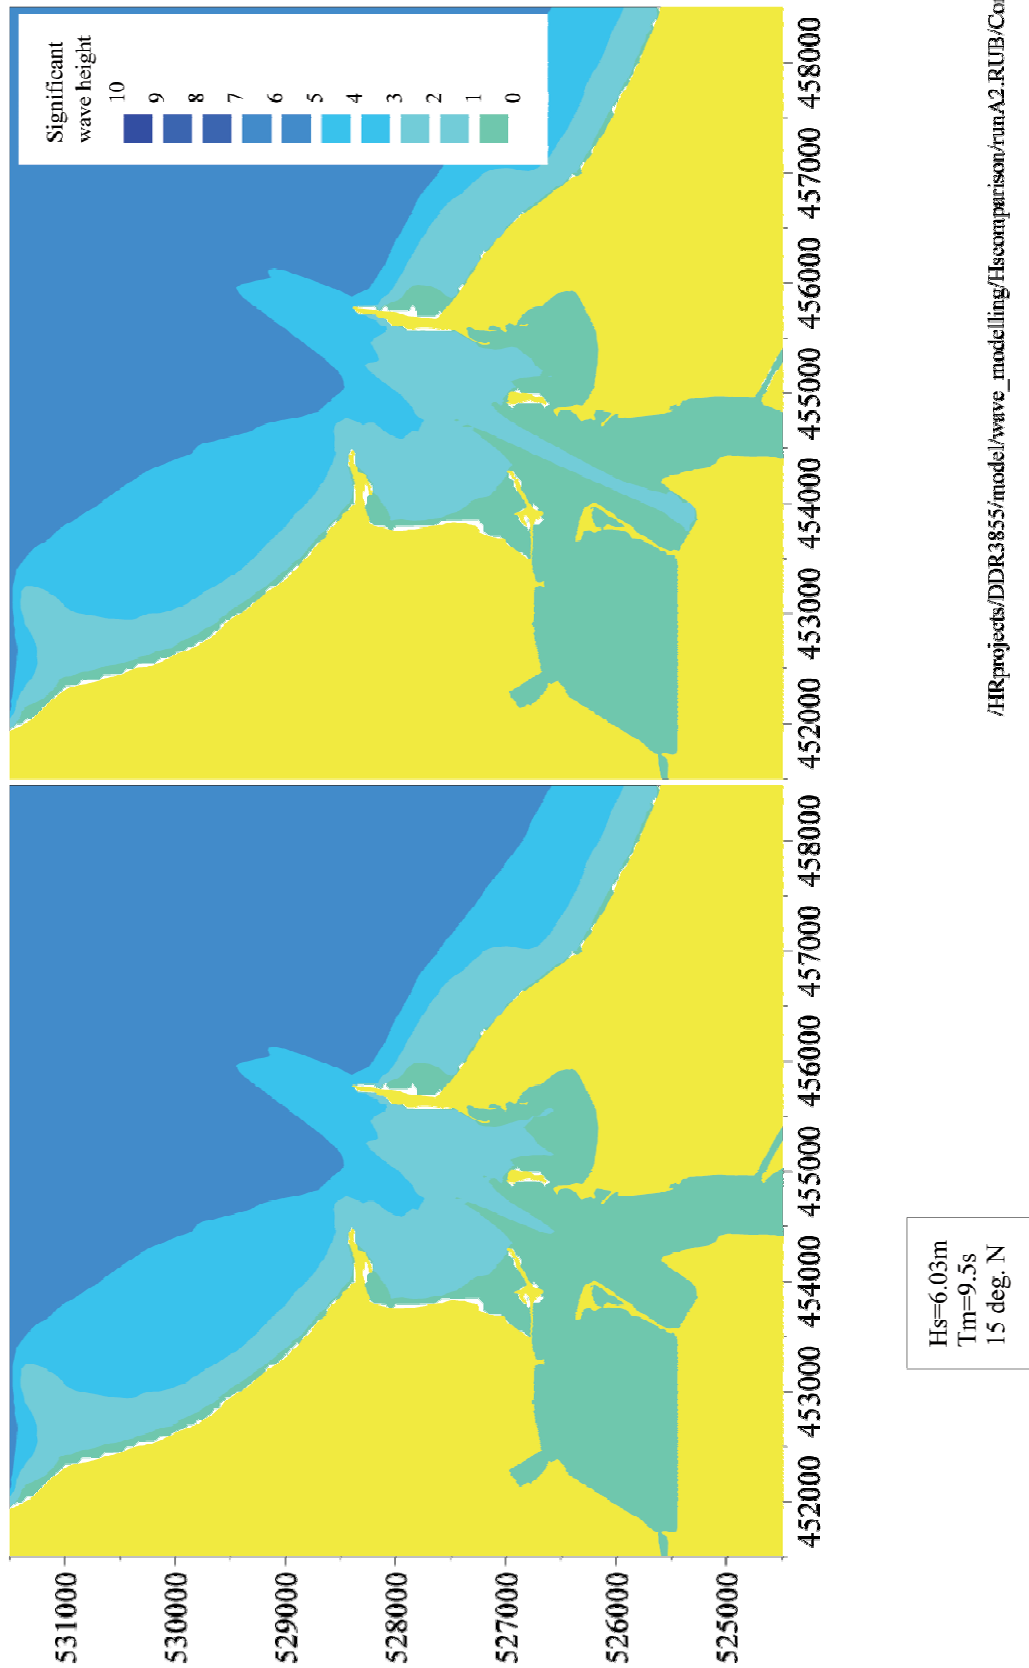 Significant
wave height
10
9
8
7
6
5
4
3
2
1
0
452000 453000 454000 455000 456000 457000 458000
452000 453000 454000 455000 456000 457000 458000
531000
530000
529000
528000
527000
526000
525000
Hs=6.03m
Tm=9.5s
15 deg. N
/HRprojects/DDR3855/model/wave_modelling/Hscomparison/runA2.RUB/Co